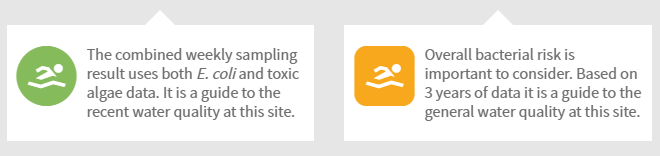 The combined weekly sampling
result uses both E. coli and toxic
algae data. It is a guide to the
recent water quality at this site.
Overall bacterial risk is
important to consider. Based on
3 years of data it is a guide to the
general water quality at this site.